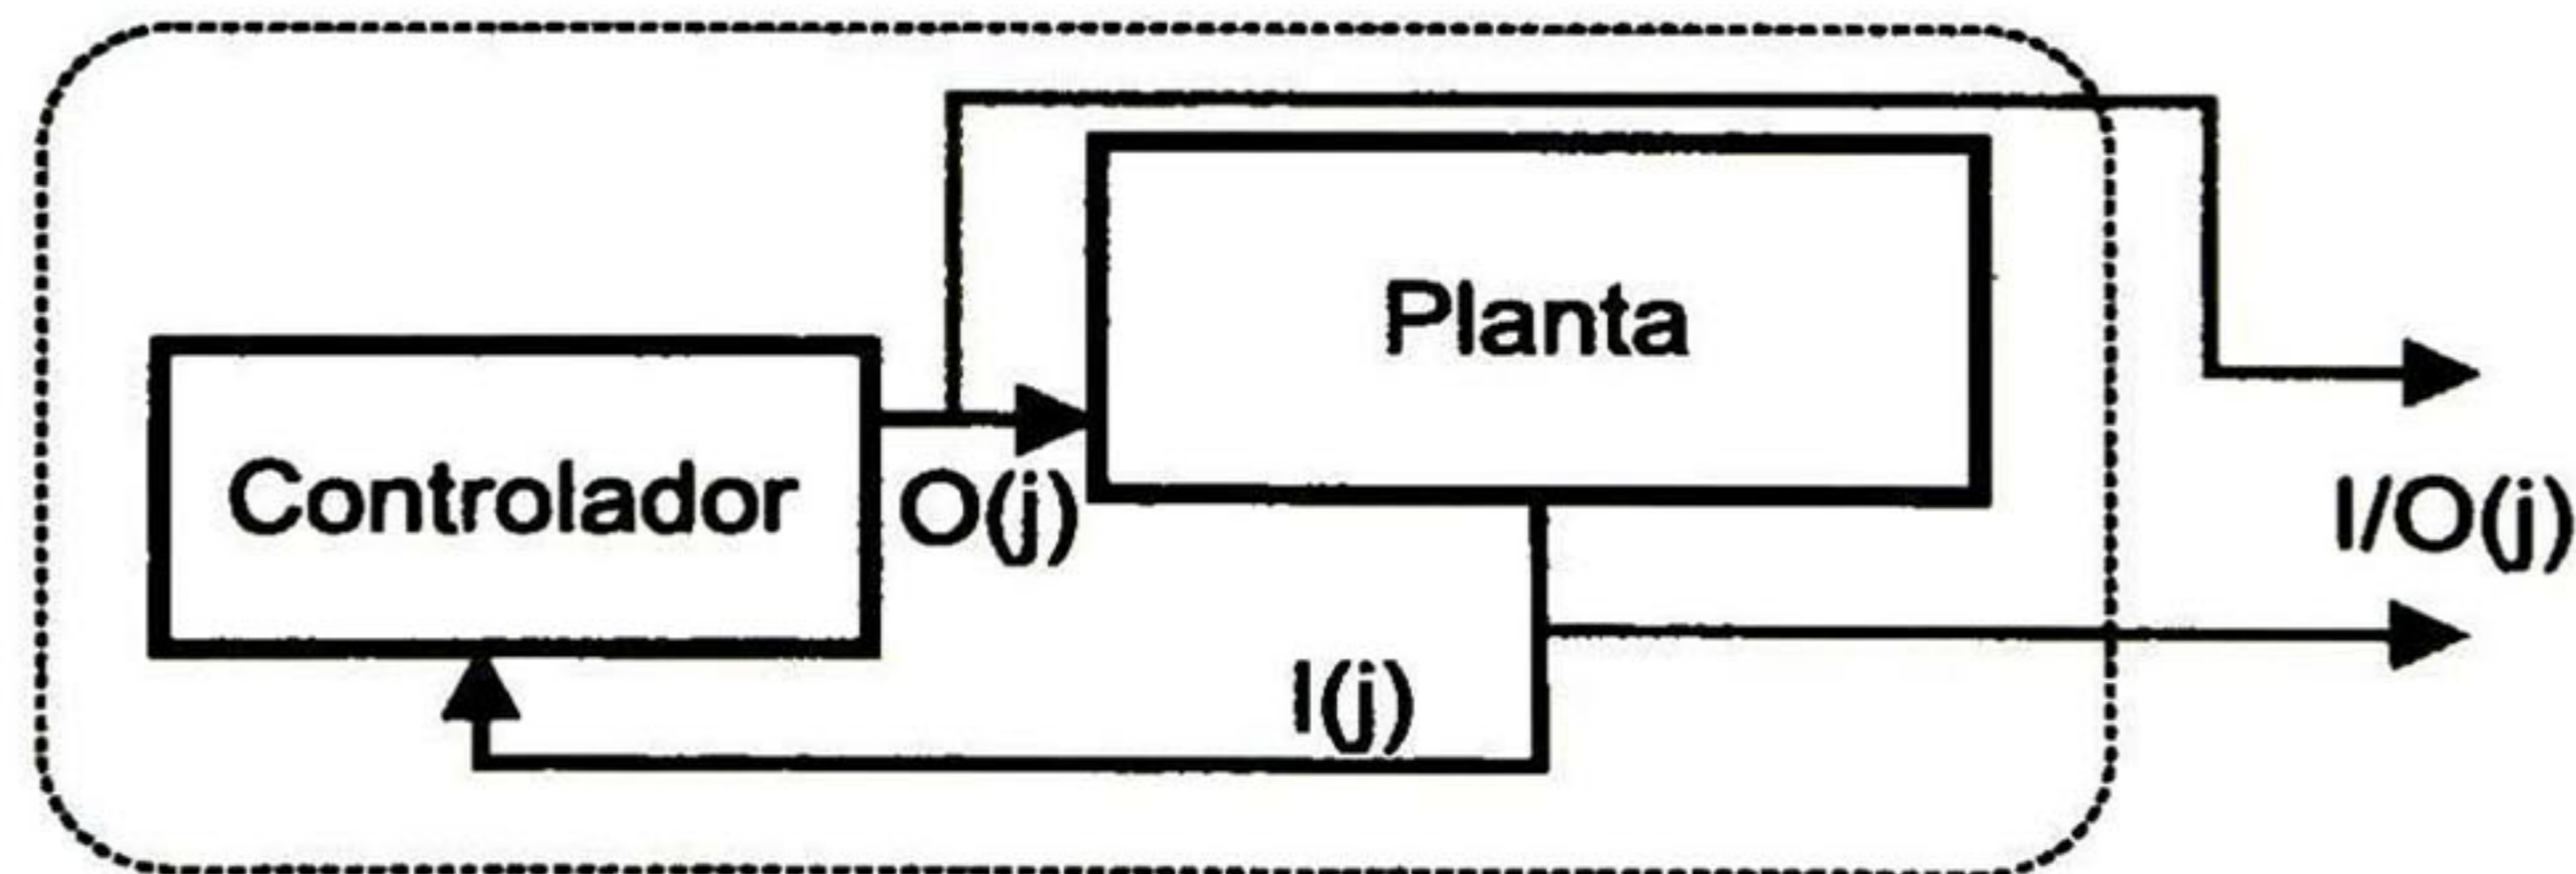 Planta
Controlador
O(j)
I/O(j)
I(j)